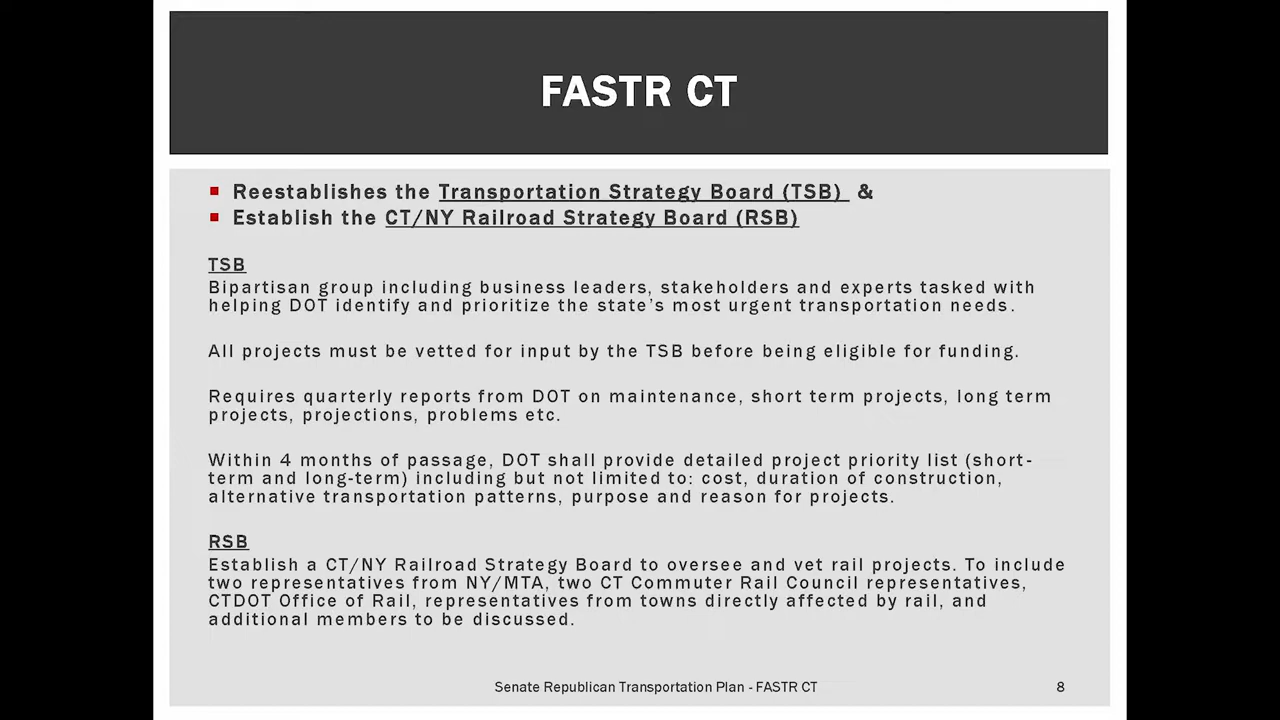 FASTR CT
Reestablishes the Transportation Strategy Board (TSB) &
Establish the CT/NY Railroad Strategy Board (RSB)
TSB
Bipartisan group including business leaders, stakeholders and experts tasked with
helping DOT identify and prioritize the state's most urgent transportation needs.
All projects must be vetted for input by the TSB before being eligible for funding.
Requires quarterly reports from DOT on maintenance, short term projects, long term
projects, projections, problems etc.
Within 4 months of passage, DOT shall provide detailed project priority list (short-
term and long-term) including but not limited to: cost, duration of construction,
alternative transportation patterns, purpose and reason for projects.
RSB
Establish a CT/NY Railroad Strategy Board to oversee and vet rail projects. To include
two representatives from NY/MTA, two CT Commuter Rail Council representatives,
CTDOT Office of Rail, representatives from towns directly affected by rail, and
additional members to be discussed.
Senate Republican Transportation Plan - FASTR CT 8